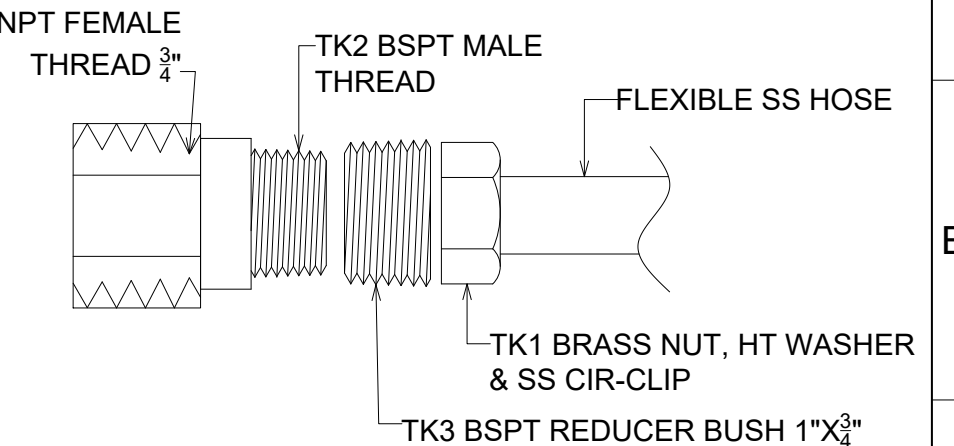 NPT FEMALE
THREAD 3/4"
TK2 BSPT MALE
THREAD
FLEXIBLE SS HOSE
TK1 BRASS NUT, HT WASHER
& SS CIR-CLIP
TK3 BSPT REDUCER BUSH 1"X3/4"